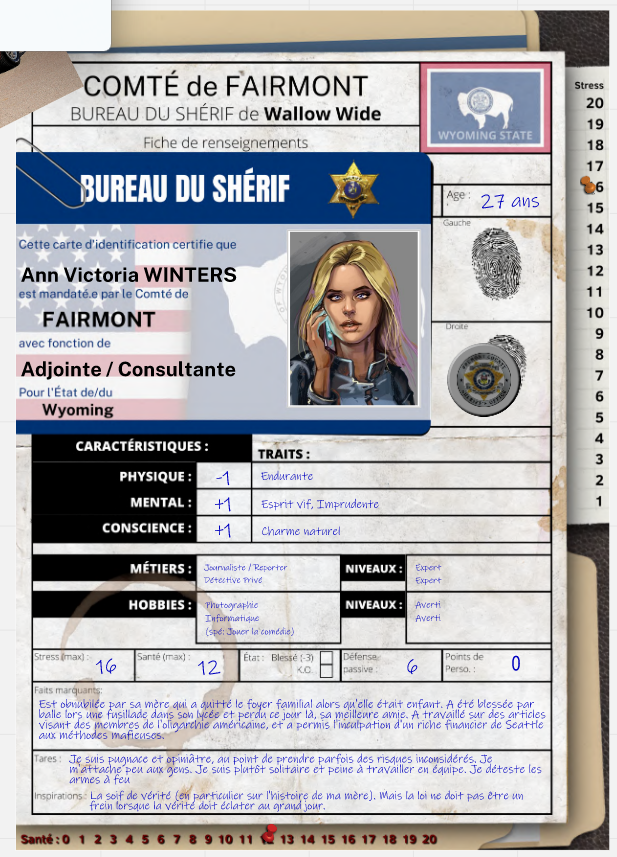 COMTÉ de FAIRMONT
BUREAU DU SHÉRIF de Wallow Wide
Fiche de renseignements
WYOMING STATE
BUREAU DU SHÉRIF
Cette carte d'identification certifie que
Ann Victoria WINTERS
est mandaté.e par le Comté de
FAIRMONT
avec fonction de
Adjointe / Consultante
Pour l'État de/du
Wyoming
Age : 27 ans
Gauche
Droite
Stress
20
19
18
17
6
15
14
13
12
11
10
9
8
7
6
5
4
3
2
1
CARACTÉRISTIQUES :
TRAITS :
PHYSIQUE : -1 Endurante
MENTAL : +1 Esprit vif, Imprudente
CONSCIENCE : +1 Charme naturel
MÉTIERS : Journaliste / Reporter NIVEAUX : Expert
Détective Privé Expert
HOBBIES : Photographie NIVEAUX : Averti
Informatique Averti
(spé: Jouer la comédie)
Stress (max) : 16 Santé (max) : 12 État : Blessé (-3) Défense passive : 6 Points de Perso. : 0
K.O.
Faits marquants:
Est obnubilée par sa mère qui a quitté le foyer familial alors qu'elle était enfant. A été blessée par
balle lors une fusillade dans son lycée et perdu ce jour là, sa meilleure amie. A travaillé sur des articles
visant des membres de l'oligarchie américaine, et a permis l'inculpation d'un riche financier de Seattle
aux méthodes mafieuses.
Tares : Je suis pugnace et opiniâtre, au point de prendre parfois des risques inconsidérés. Je
m'attache peu aux gens. Je suis plutôt solitaire et peine à travailler en équipe. Je déteste les
armes à feu
Inspirations : La soif de vérité (en particulier sur l'histoire de ma mère). Mais la loi ne doit pas être un
frein lorsque la vérité doit éclater au grand jour.
Santé : 0 1 2 3 4 5 6 7 8 9 10 11 12 13 14 15 16 17 18 19 20